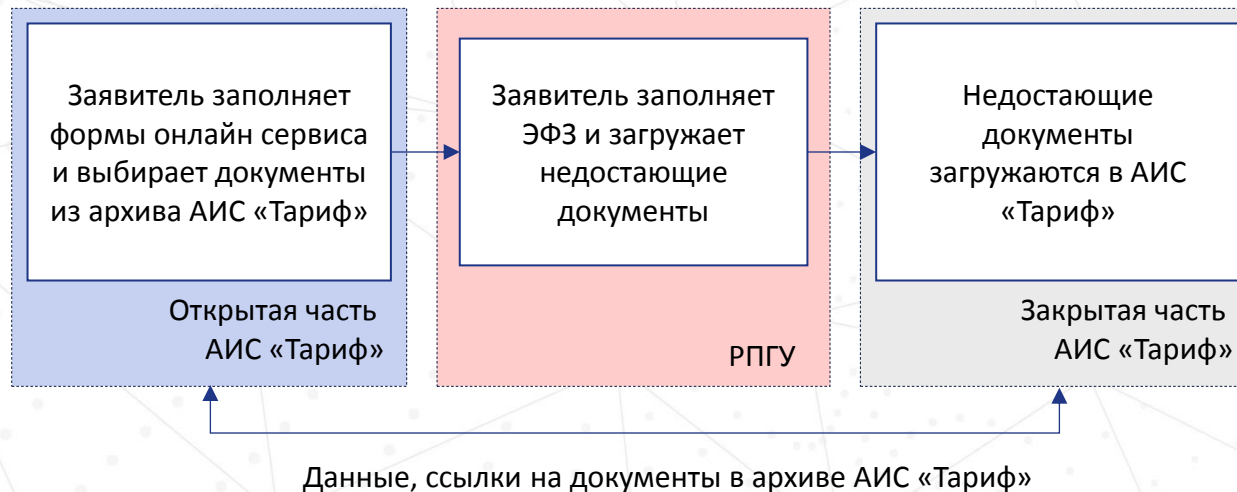 Заявитель заполняет
формы онлайн сервиса
и выбирает документы
из архива АИС «Тариф»
Открытая часть
АИС «Тариф»
Заявитель заполняет
ЭФЗ и загружает
недостающие
документы
РПГУ
Недостающие
документы
загружаются в АИС
«Тариф»
Закрытая часть
АИС «Тариф»
Данные, ссылки на документы в архиве АИС «Тариф»